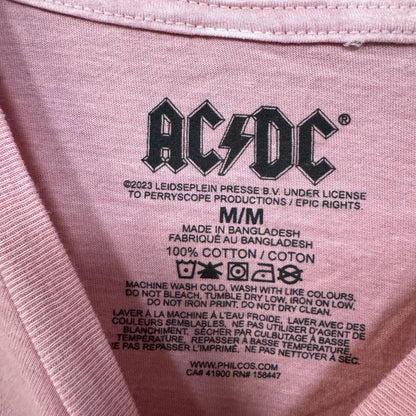 AC/DC®
©2023 LEIDSEPLEIN PRESSE B.V. UNDER LICENSE
TO PERRYSCOPE PRODUCTIONS / EPIC RIGHTS.
M/M
MADE IN BANGLADESH
FABRIQUÉ AU BANGLADESH
100% COTTON / COTON
MACHINE WASH COLD, WASH WITH LIKE COLOURS,
DO NOT BLEACH, TUMBLE DRY LOW, IRON ON LOW,
DO NOT IRON PRINT, DO NOT DRY CLEAN.
LAVER À LA MACHINE À L'EAU FROIDE, LAVER AVEC
COULEURS SEMBLABLES, NE PAS UTILISER D'AGENT DE
BLANCHIMENT, SÉCHER PAR CULBUTAGE À BASSE
TEMPÉRATURE, REPASSER À BASSE TEMPÉRATURE,
NE PAS REPASSER L'IMPRIMÉ, NE PAS NETTOYER À SEC.
WWW.PHILCOS.COM
CA# 41900 RN# 158447